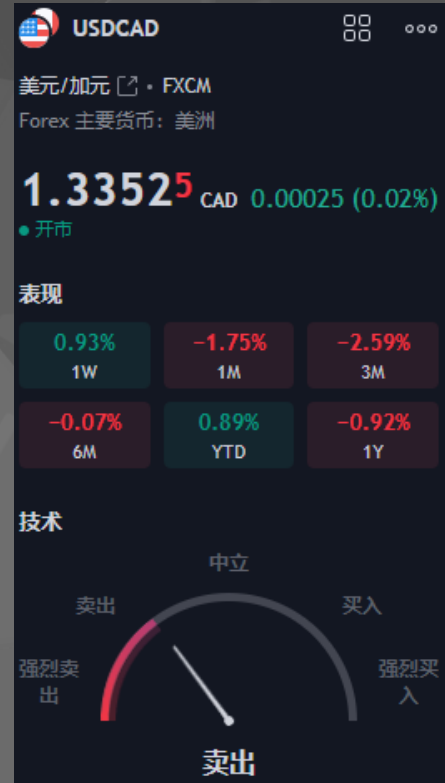 USDCAD
美元/加元 • FXCM
Forex 主要货币：美洲
1.33525 CAD 0.00025 (0.02%)
开市
表现
0.93% −1.75% −2.59%
1W 1M 3M
−0.07% 0.89% −0.92%
6M YTD 1Y
技术
中立
卖出 买入
强烈卖 强烈买
出 入
卖出